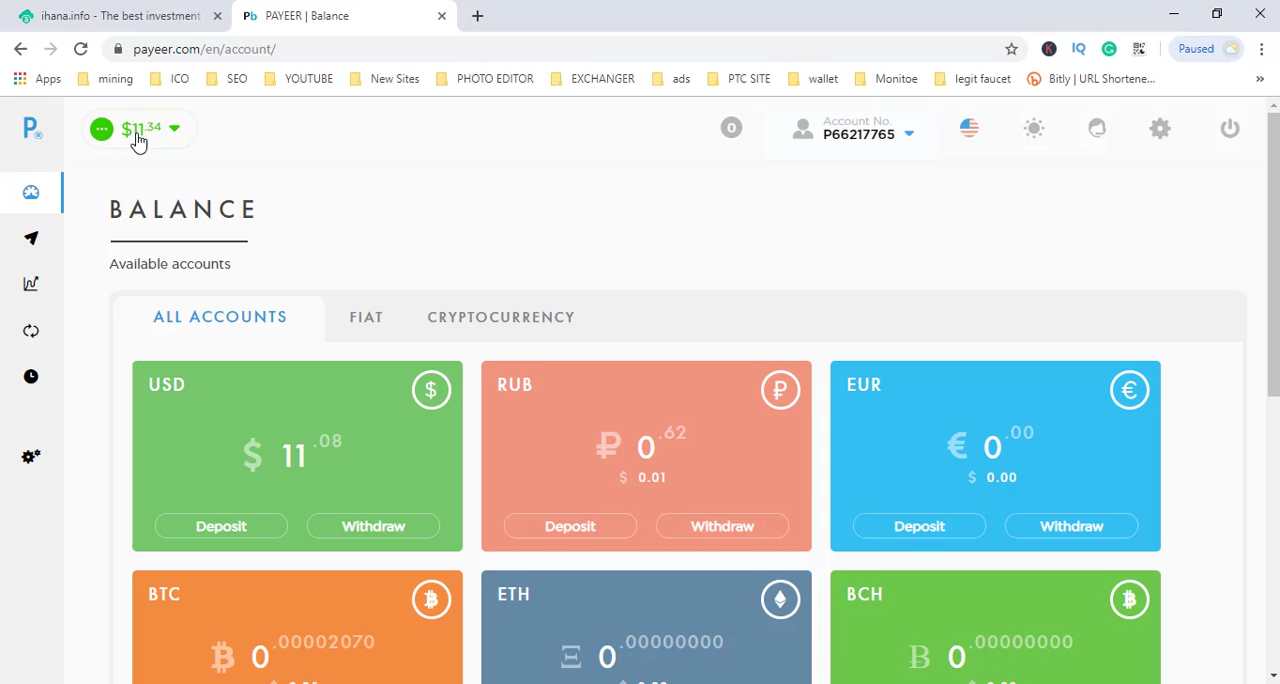 ihana.info - The best investment
Pb PAYEER | Balance
payeer.com/en/account/
Paused
Apps mining ICO SEO YOUTUBE New Sites PHOTO EDITOR EXCHANGER ads PTC SITE wallet Monitoe legit faucet Bitly | URL Shortene... »
P
$11.34
0
Account No.
P66217765
BALANCE
Available accounts
ALL ACCOUNTS FIAT CRYPTOCURRENCY
USD
$ 11.08
Deposit Withdraw
RUB
₽ 0.62
$ 0.01
Deposit Withdraw
EUR
€ 0.00
$ 0.00
Deposit Withdraw
BTC
0.00002070
ETH
Ξ 0.00000000
BCH
0.00000000